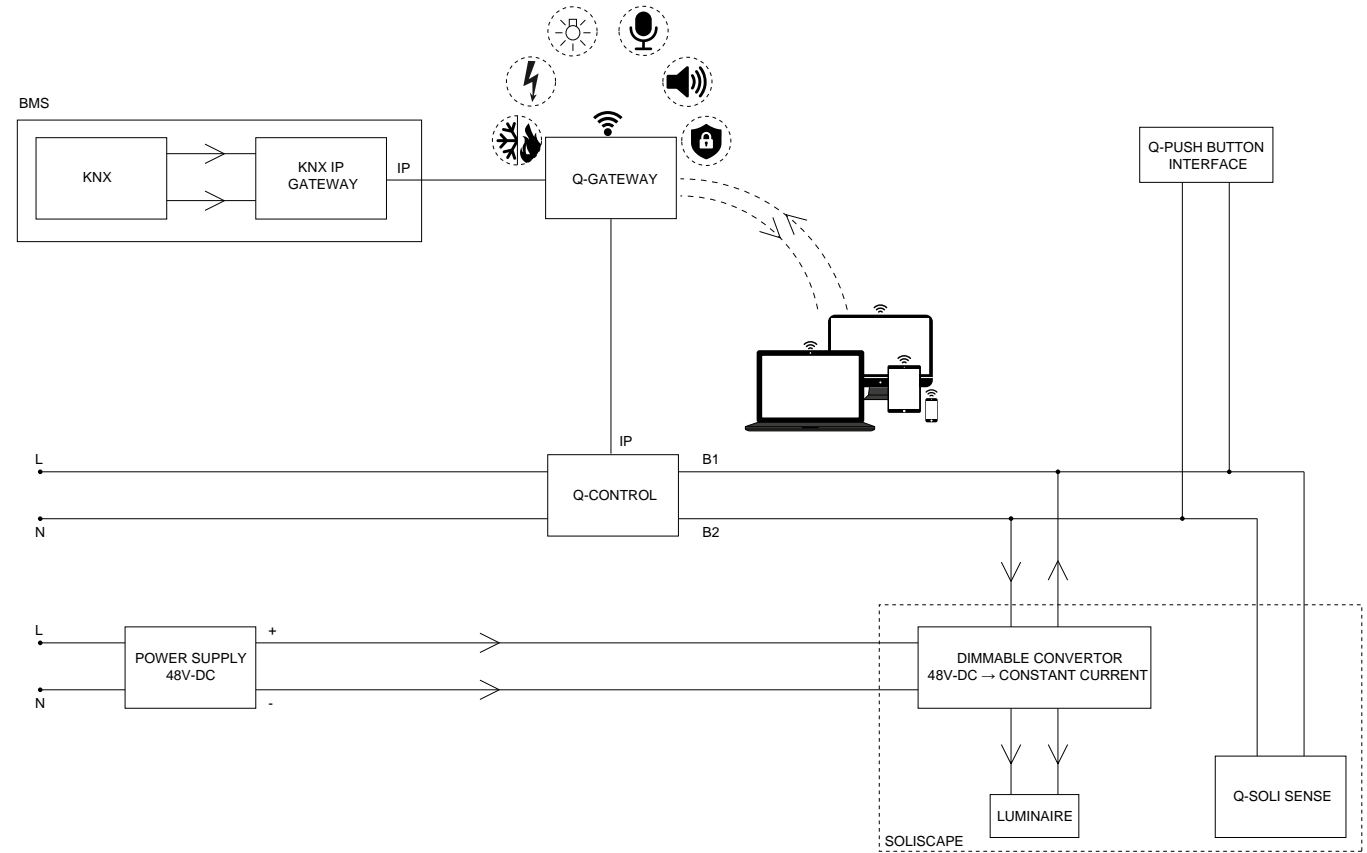 BMS
KNX
KNX IP
GATEWAY
IP
Q-GATEWAY
Q-PUSH BUTTON
INTERFACE
IP
L
N
Q-CONTROL
B1
B2
L
N
POWER SUPPLY
48V-DC
+
-
DIMMABLE CONVERTOR
48V-DC → CONSTANT CURRENT
LUMINAIRE
Q-SOLI SENSE
SOLISCAPE